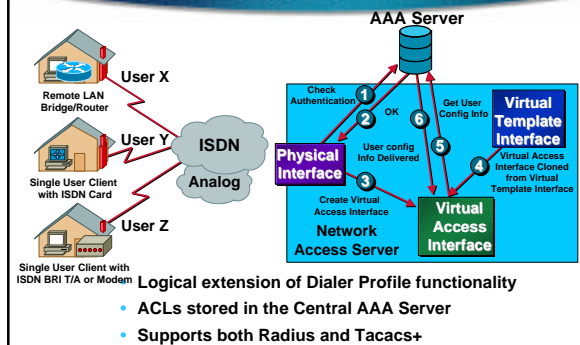 AAA Server
User X
Remote LAN
Bridge/Router
User Y
Single User Client
with ISDN Card
User Z
Single User Client with
ISDN BRI T/A or Modem
ISDN
Analog
Check
Authentication
1
2
OK
6
Get User
Config Info
5
Virtual
Template
Interface
Physical
Interface
User config
Info Delivered
4
Virtual Access
Interface Cloned
from Virtual
Template Interface
3
Create Virtual
Access Interface
Network
Access Server
Virtual
Access
Interface
• Logical extension of Dialer Profile functionality
• ACLs stored in the Central AAA Server
• Supports both Radius and Tacacs+